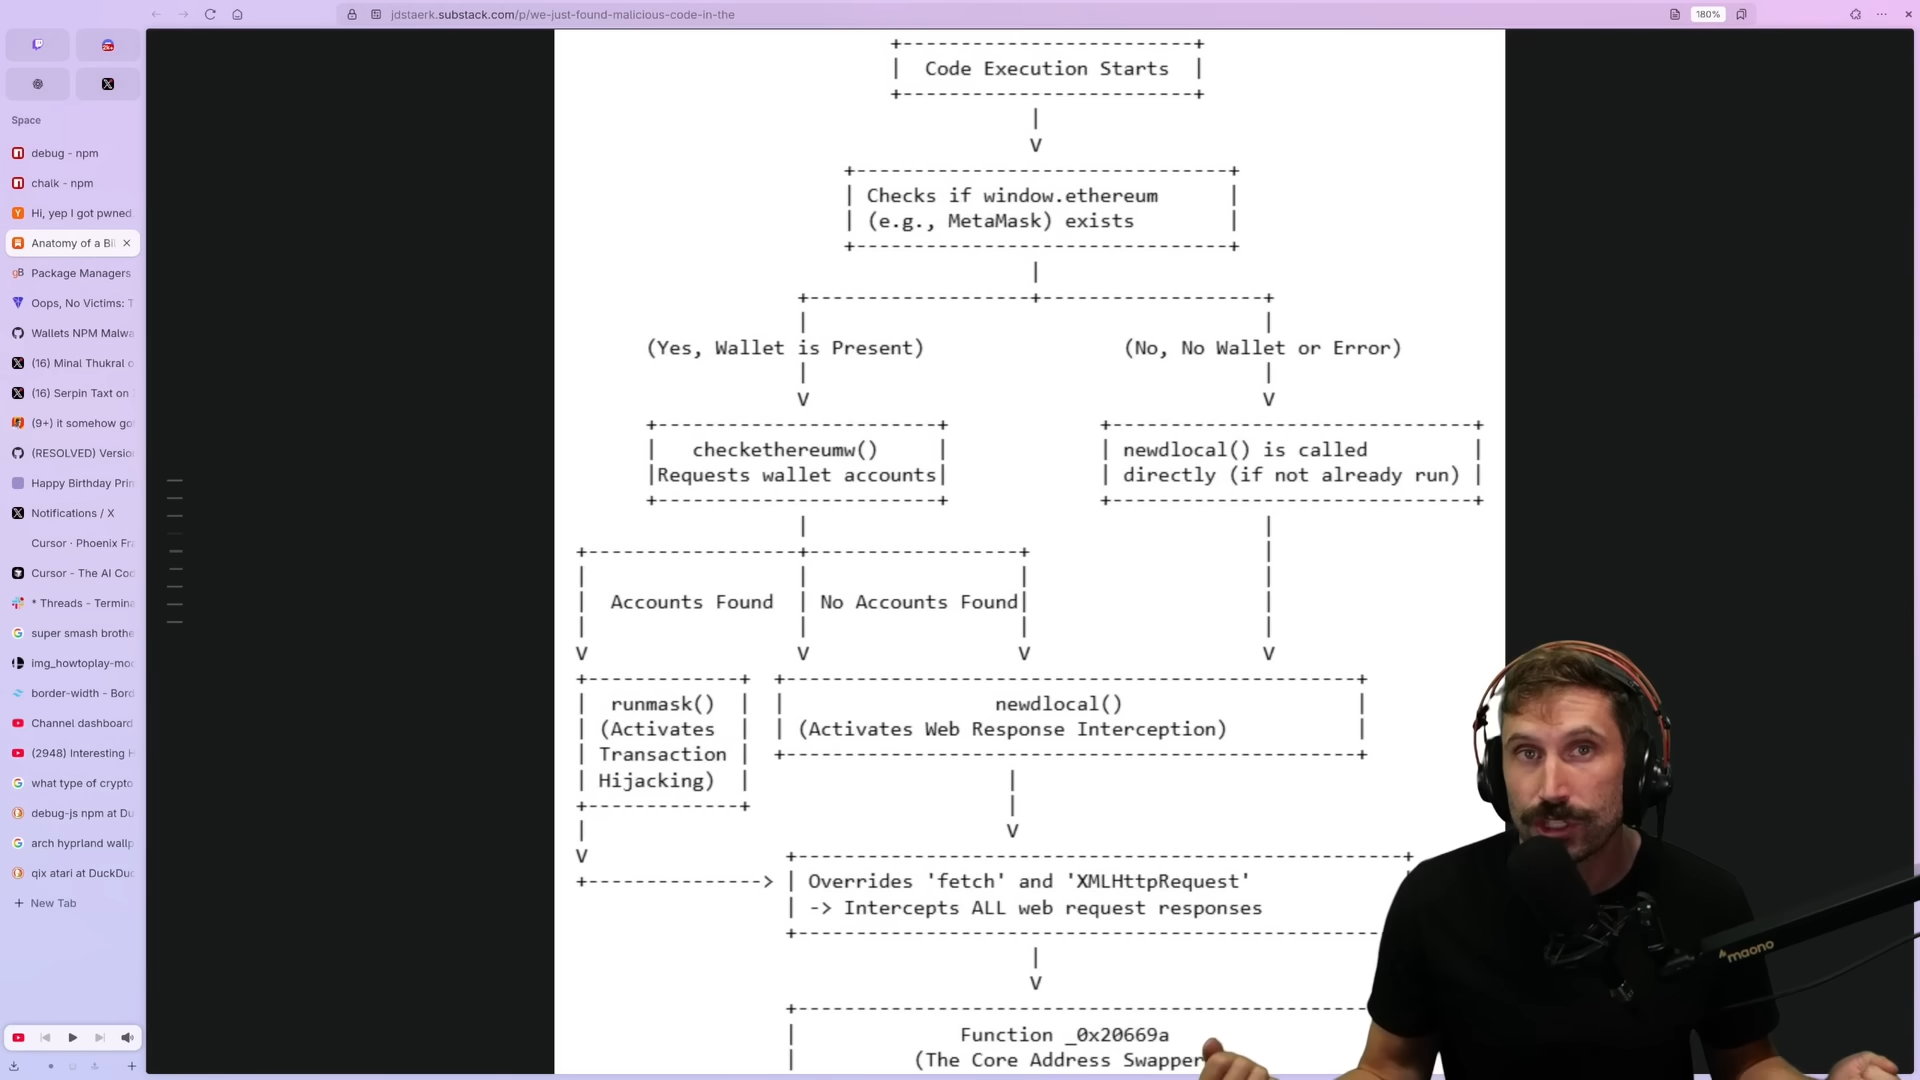 jdstaerk.substack.com/p/we-just-found-malicious-code-in-the
180%
Space
debug - npm
chalk - npm
Hi, yep I got pwned.
Anatomy of a Bi
Package Managers
Oops, No Victims: T
Wallets NPM Malwa
(16) Minal Thukral o
(16) Serpin Taxt on
(9+) it somehow go
(RESOLVED) Versio
Happy Birthday Prin
Notifications / X
Cursor · Phoenix Fra
Cursor - The AI Cod
* Threads - Termina
super smash brothe
img_howtoplay-mod
border-width - Bord
Channel dashboard
(2948) Interesting H
what type of crypto
debug-js npm at Du
arch hyprland wallp
qix atari at DuckDuc
New Tab
Code Execution Starts
Checks if window.ethereum
(e.g., MetaMask) exists
(Yes, Wallet is Present)
(No, No Wallet or Error)
checkethereumw()
Requests wallet accounts
newdlocal() is called
directly (if not already run)
Accounts Found
No Accounts Found
runmask()
(Activates
Transaction
Hijacking)
newdlocal()
(Activates Web Response Interception)
Overrides 'fetch' and 'XMLHttpRequest'
-> Intercepts ALL web request responses
Function _0x20669a
(The Core Address Swapper
maono